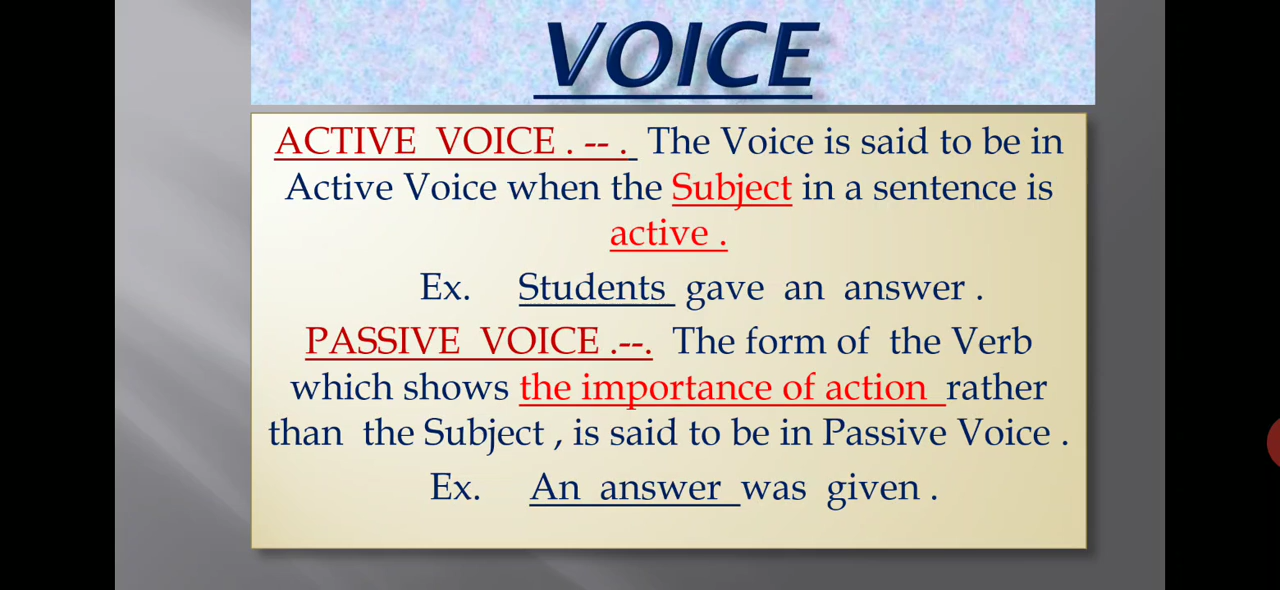 VOICE
ACTIVE VOICE . -- . The Voice is said to be in
Active Voice when the Subject in a sentence is
active .
Ex. Students gave an answer .
PASSIVE VOICE .--. The form of the Verb
which shows the importance of action rather
than the Subject , is said to be in Passive Voice .
Ex. An answer was given .